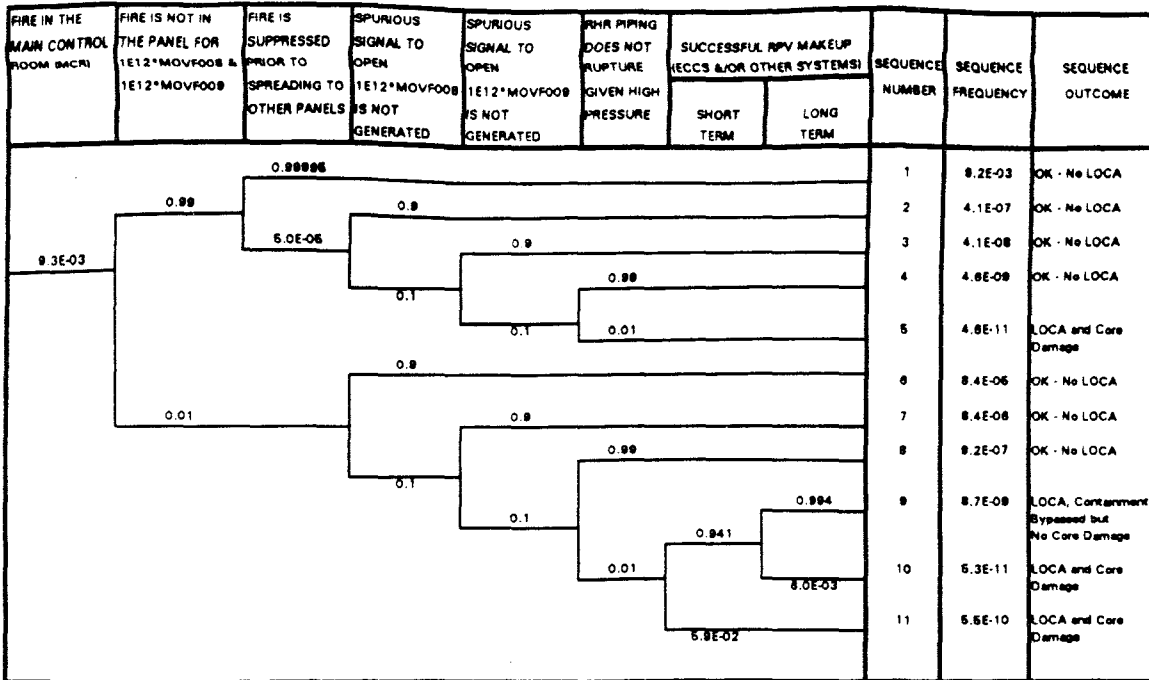 FIRE IN THE
MAIN CONTROL
ROOM (MCR)
FIRE IS NOT IN
THE PANEL FOR
1E12*MOVF008 &
1E12*MOVF009
FIRE IS
SUPPRESSED
PRIOR TO
SPREADING TO
OTHER PANELS
SPURIOUS
SIGNAL TO
OPEN
1E12*MOVF008
IS NOT
GENERATED
SPURIOUS
SIGNAL TO
OPEN
1E12*MOVF009
IS NOT
GENERATED
RHR PIPING
DOES NOT
RUPTURE
GIVEN HIGH
PRESSURE
SUCCESSFUL RPV MAKEUP
(ECCS &/OR OTHER SYSTEMS)
SHORT
TERM
LONG
TERM
SEQUENCE
NUMBER
SEQUENCE
FREQUENCY
SEQUENCE
OUTCOME
0.99995
1 9.2E-03 OK - No LOCA
0.99
0.9
2 4.1E-07 OK - No LOCA
5.0E-05
0.9
3 4.1E-08 OK - No LOCA
9.3E-03
0.99
4 4.6E-09 OK - No LOCA
0.1
0.1
0.01
5 4.6E-11 LOCA and Core
Damage
0.9
6 8.4E-05 OK - No LOCA
0.01
0.9
7 8.4E-06 OK - No LOCA
0.99
8 9.2E-07 OK - No LOCA
0.1
0.994
9 8.7E-09 LOCA, Containment
Bypassed but
No Core Damage
0.1
0.941
0.01
6.0E-03
10 5.3E-11 LOCA and Core
Damage
5.9E-02
11 5.5E-10 LOCA and Core
Damage